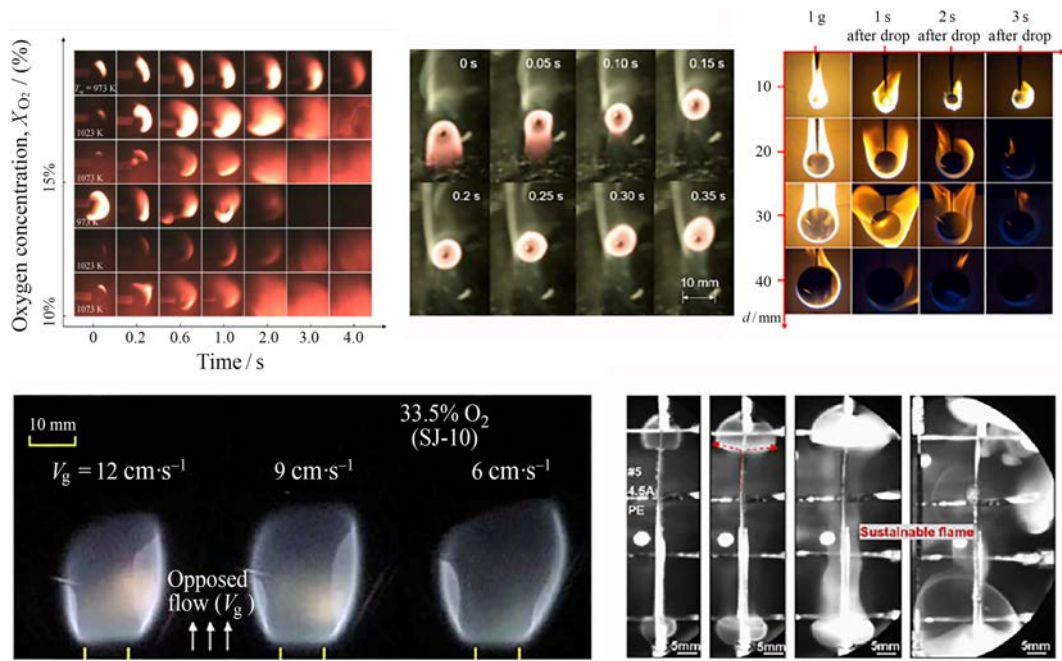 Oxygen concentration, X_O₂ / (%)
15%
10%
Tg = 973 K
1023 K
1073 K
973 K
1023 K
1073 K
0 0.2 0.6 1.0 2.0 3.0 4.0
Time / s
0 s 0.05 s 0.10 s 0.15 s
0.2 s 0.25 s 0.30 s 0.35 s
10 mm
1 g 1 s 2 s 3 s
after drop after drop after drop
10
20
30
40
d / mm
33.5% O₂
(SJ-10)
10 mm
Vg = 12 cm·s⁻¹ 9 cm·s⁻¹ 6 cm·s⁻¹
Opposed
flow (Vg)
#5
4.5A
PE
Sustainable flame
5mm 5mm 5mm 5mm